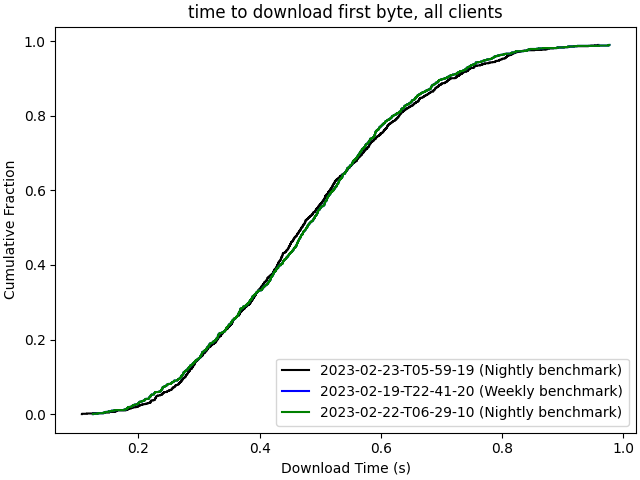 time to download first byte, all clients
1.0
0.8
0.6
0.4
0.2
0.0
Cumulative Fraction
2023-02-23-T05-59-19 (Nightly benchmark)
2023-02-19-T22-41-20 (Weekly benchmark)
2023-02-22-T06-29-10 (Nightly benchmark)
0.2 0.4 0.6 0.8 1.0
Download Time (s)